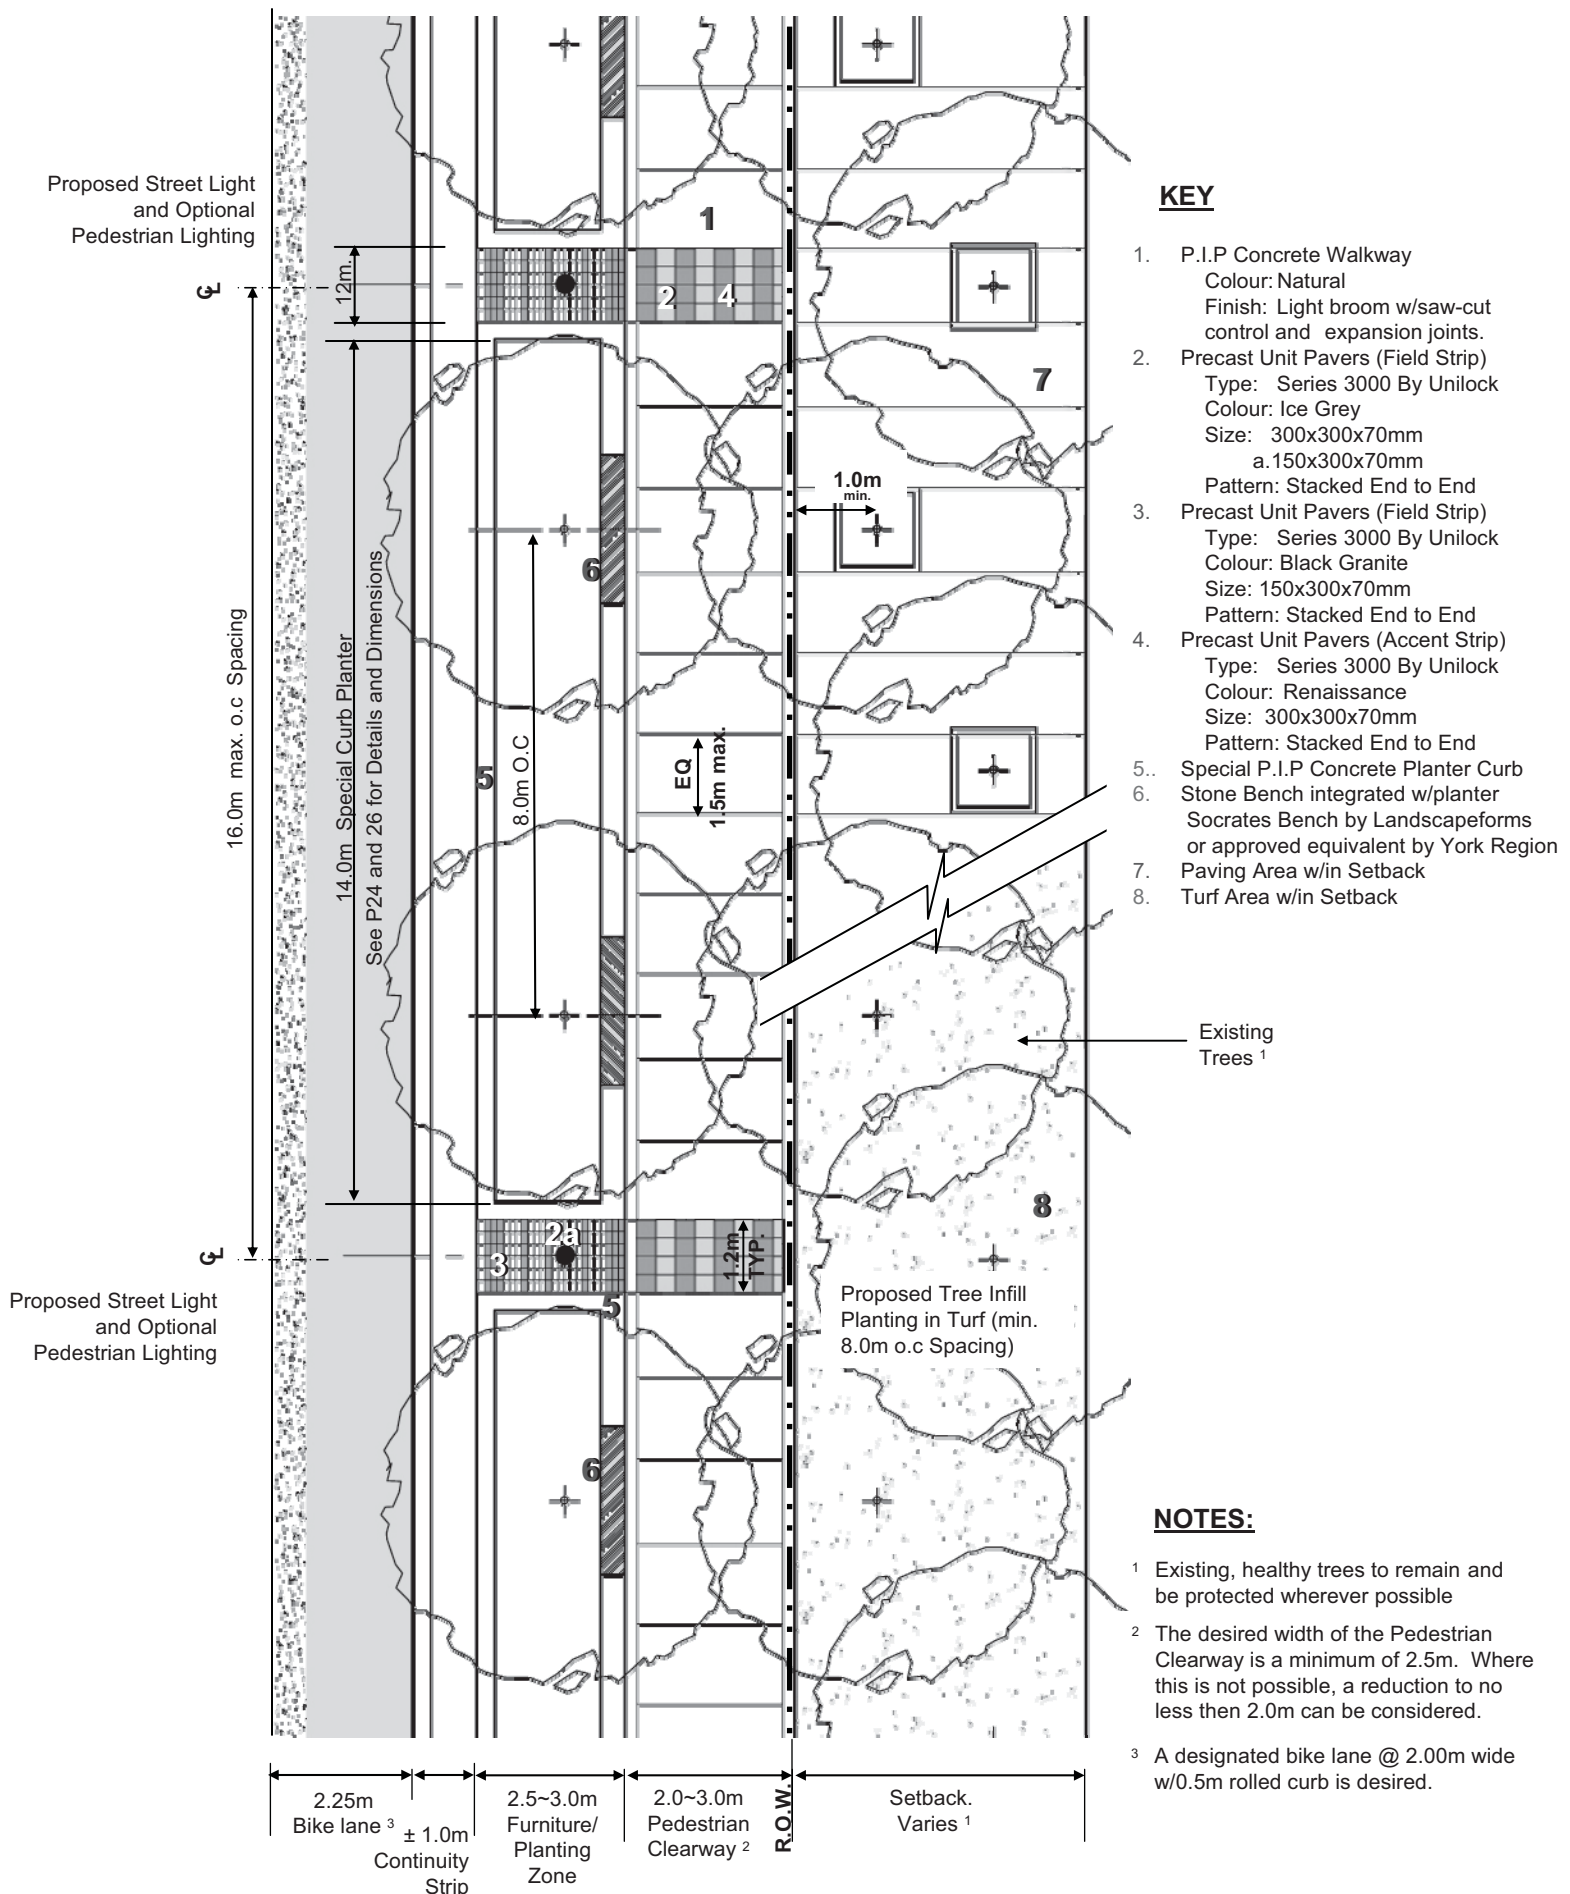 Proposed Street Light
and Optional
Pedestrian Lighting
12m.
CL
16.0m max. o.c Spacing
14.0m Special Curb Planter
See P24 and 26 for Details and Dimensions
8.0m O.C
1
2
4
7
1.0m
min.
6
5
EQ
1.5m max.
CL
Proposed Street Light
and Optional
Pedestrian Lighting
2a
3
5
1.2m
TYP.
6
8
Existing
Trees 1
Proposed Tree Infill
Planting in Turf (min.
8.0m o.c Spacing)
2.25m
Bike lane 3
± 1.0m
Continuity
Strip
2.5~3.0m
Furniture/
Planting
Zone
2.0~3.0m
Pedestrian
Clearway 2
R.O.W.
Setback.
Varies 1
KEY
1. P.I.P Concrete Walkway
Colour: Natural
Finish: Light broom w/saw-cut
control and expansion joints.
2. Precast Unit Pavers (Field Strip)
Type: Series 3000 By Unilock
Colour: Ice Grey
Size: 300x300x70mm
a.150x300x70mm
Pattern: Stacked End to End
3. Precast Unit Pavers (Field Strip)
Type: Series 3000 By Unilock
Colour: Black Granite
Size: 150x300x70mm
Pattern: Stacked End to End
4. Precast Unit Pavers (Accent Strip)
Type: Series 3000 By Unilock
Colour: Renaissance
Size: 300x300x70mm
Pattern: Stacked End to End
5.. Special P.I.P Concrete Planter Curb
6. Stone Bench integrated w/planter
Socrates Bench by Landscapeforms
or approved equivalent by York Region
7. Paving Area w/in Setback
8. Turf Area w/in Setback
NOTES:
1 Existing, healthy trees to remain and
be protected wherever possible
2 The desired width of the Pedestrian
Clearway is a minimum of 2.5m. Where
this is not possible, a reduction to no
less then 2.0m can be considered.
3 A designated bike lane @ 2.00m wide
w/0.5m rolled curb is desired.